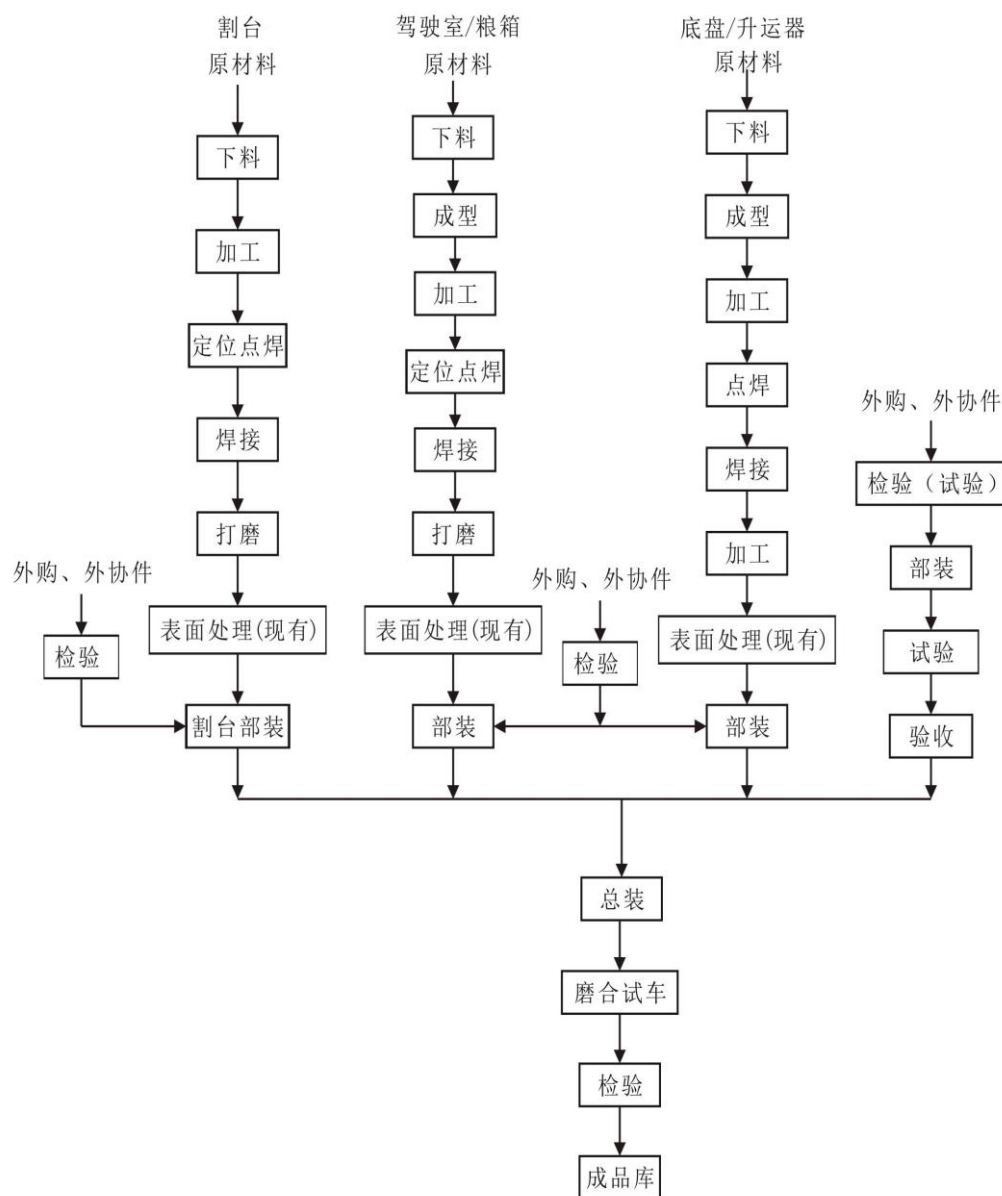 割台
原材料
下料
加工
定位点焊
焊接
打磨
表面处理(现有)
外购、外协件
检验
割台部装
驾驶室/粮箱
原材料
下料
成型
加工
定位点焊
焊接
打磨
表面处理(现有)
部装
外购、外协件
检验
底盘/升运器
原材料
下料
成型
加工
点焊
焊接
加工
表面处理(现有)
部装
外购、外协件
检验（试验）
部装
试验
验收
总装
磨合试车
检验
成品库